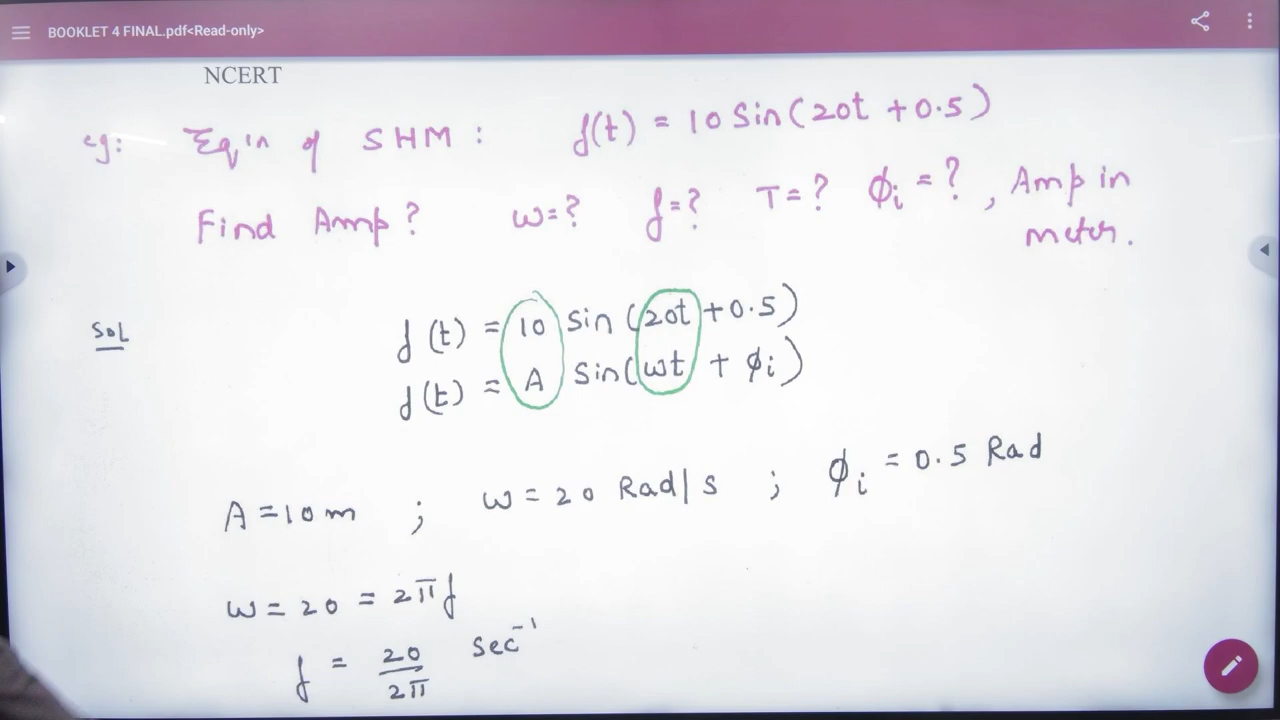 BOOKLET 4 FINAL.pdf<Read-only>
NCERT
eg: Eqin of SHM : f(t) = 10 Sin(20t + 0.5)
Find Amp? ω=? f=? T=? ϕi=?, Amp in
meter.
Sol f(t) = 10 sin (20t + 0.5)
f(t) = A Sin(ωt + ϕi)
A = 10 m ; ω = 20 Rad/s ; ϕi = 0.5 Rad
ω = 20 = 2πf
f = 20/2π sec⁻¹